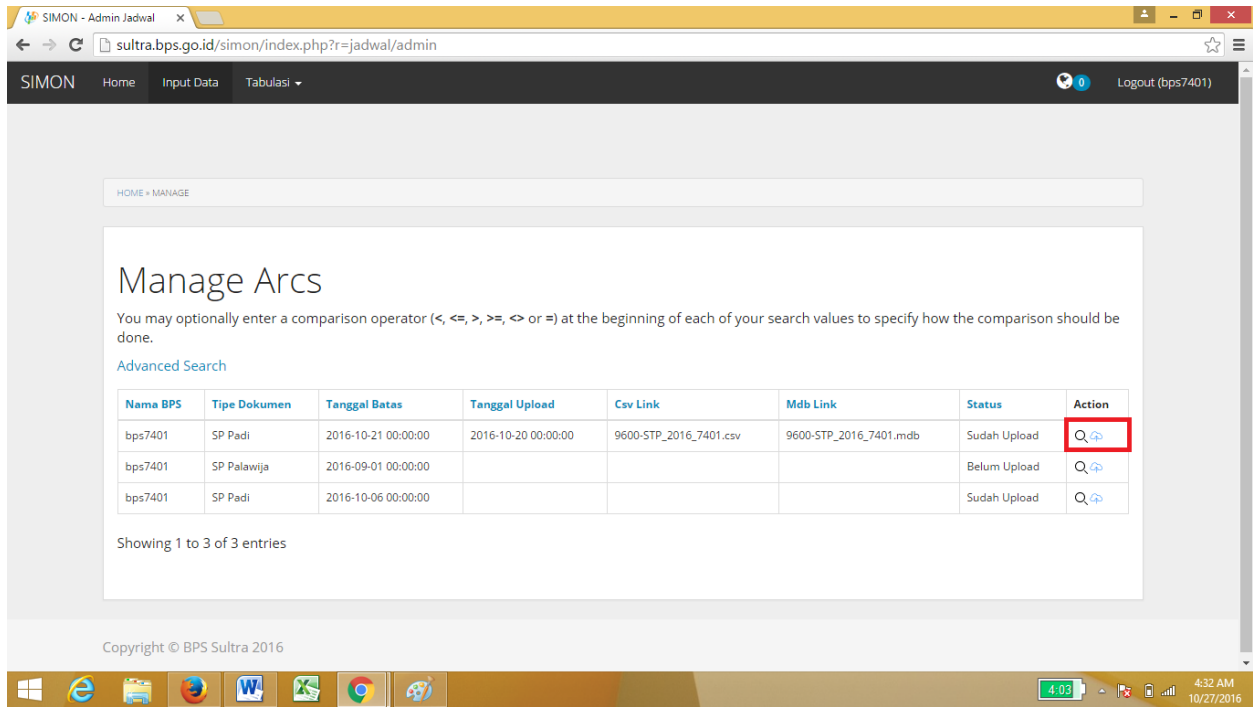 SIMON - Admin Jadwal
sultra.bps.go.id/simon/index.php?r=jadwal/admin
SIMON Home Input Data Tabulasi 0 Logout (bps7401)
HOME » MANAGE
Manage Arcs
You may optionally enter a comparison operator (<, <=, >, >=, <> or =) at the beginning of each of your search values to specify how the comparison should be
done.
Advanced Search
Nama BPS Tipe Dokumen Tanggal Batas Tanggal Upload Csv Link Mdb Link Status Action
bps7401 SP Padi 2016-10-21 00:00:00 2016-10-20 00:00:00 9600-STP_2016_7401.csv 9600-STP_2016_7401.mdb Sudah Upload
bps7401 SP Palawija 2016-09-01 00:00:00 Belum Upload
bps7401 SP Padi 2016-10-06 00:00:00 Sudah Upload
Showing 1 to 3 of 3 entries
Copyright © BPS Sultra 2016
4:03 4:32 AM
10/27/2016